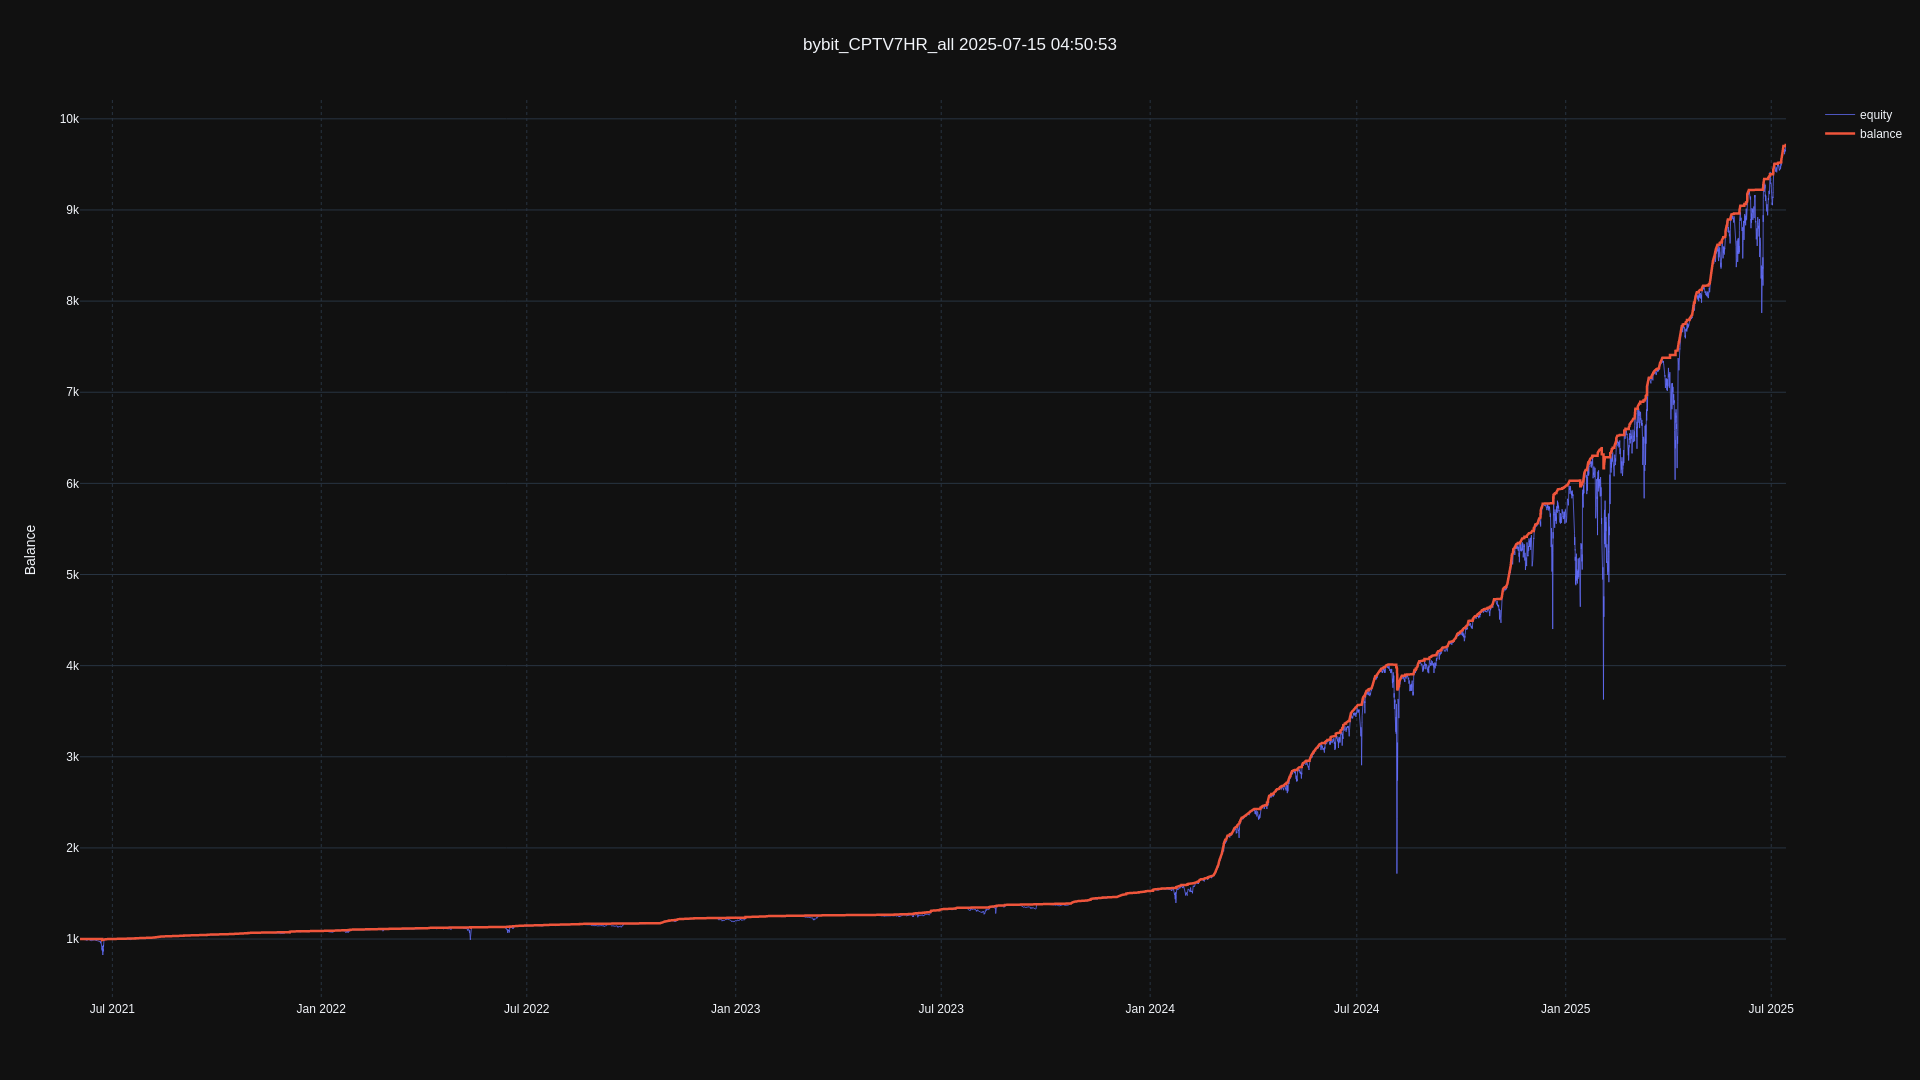 bybit_CPTV7HR_all 2025-07-15 04:50:53
equity
balance
10k
9k
8k
7k
6k
5k
4k
3k
2k
1k
Balance
Jul 2021
Jan 2022
Jul 2022
Jan 2023
Jul 2023
Jan 2024
Jul 2024
Jan 2025
Jul 2025